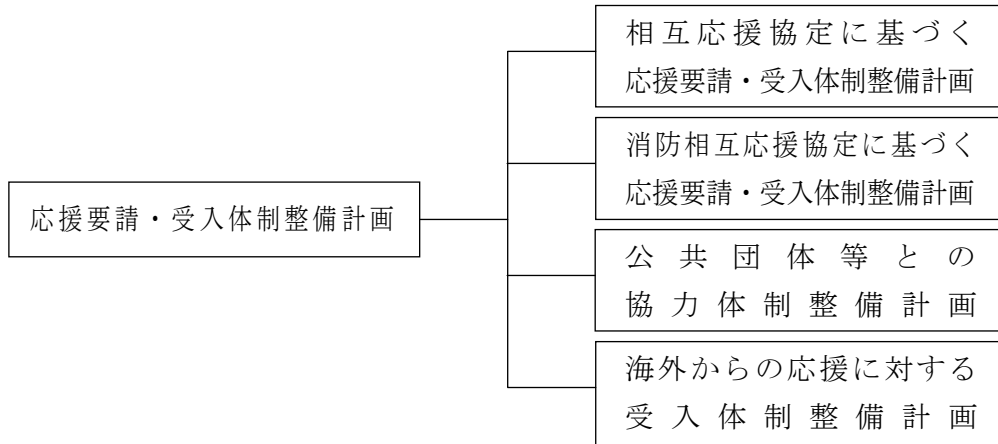 応援要請・受入体制整備計画
相互応援協定に基づく
応援要請・受入体制整備計画
消防相互応援協定に基づく
応援要請・受入体制整備計画
公共団体等との
協力体制整備計画
海外からの応援に対する
受入体制整備計画